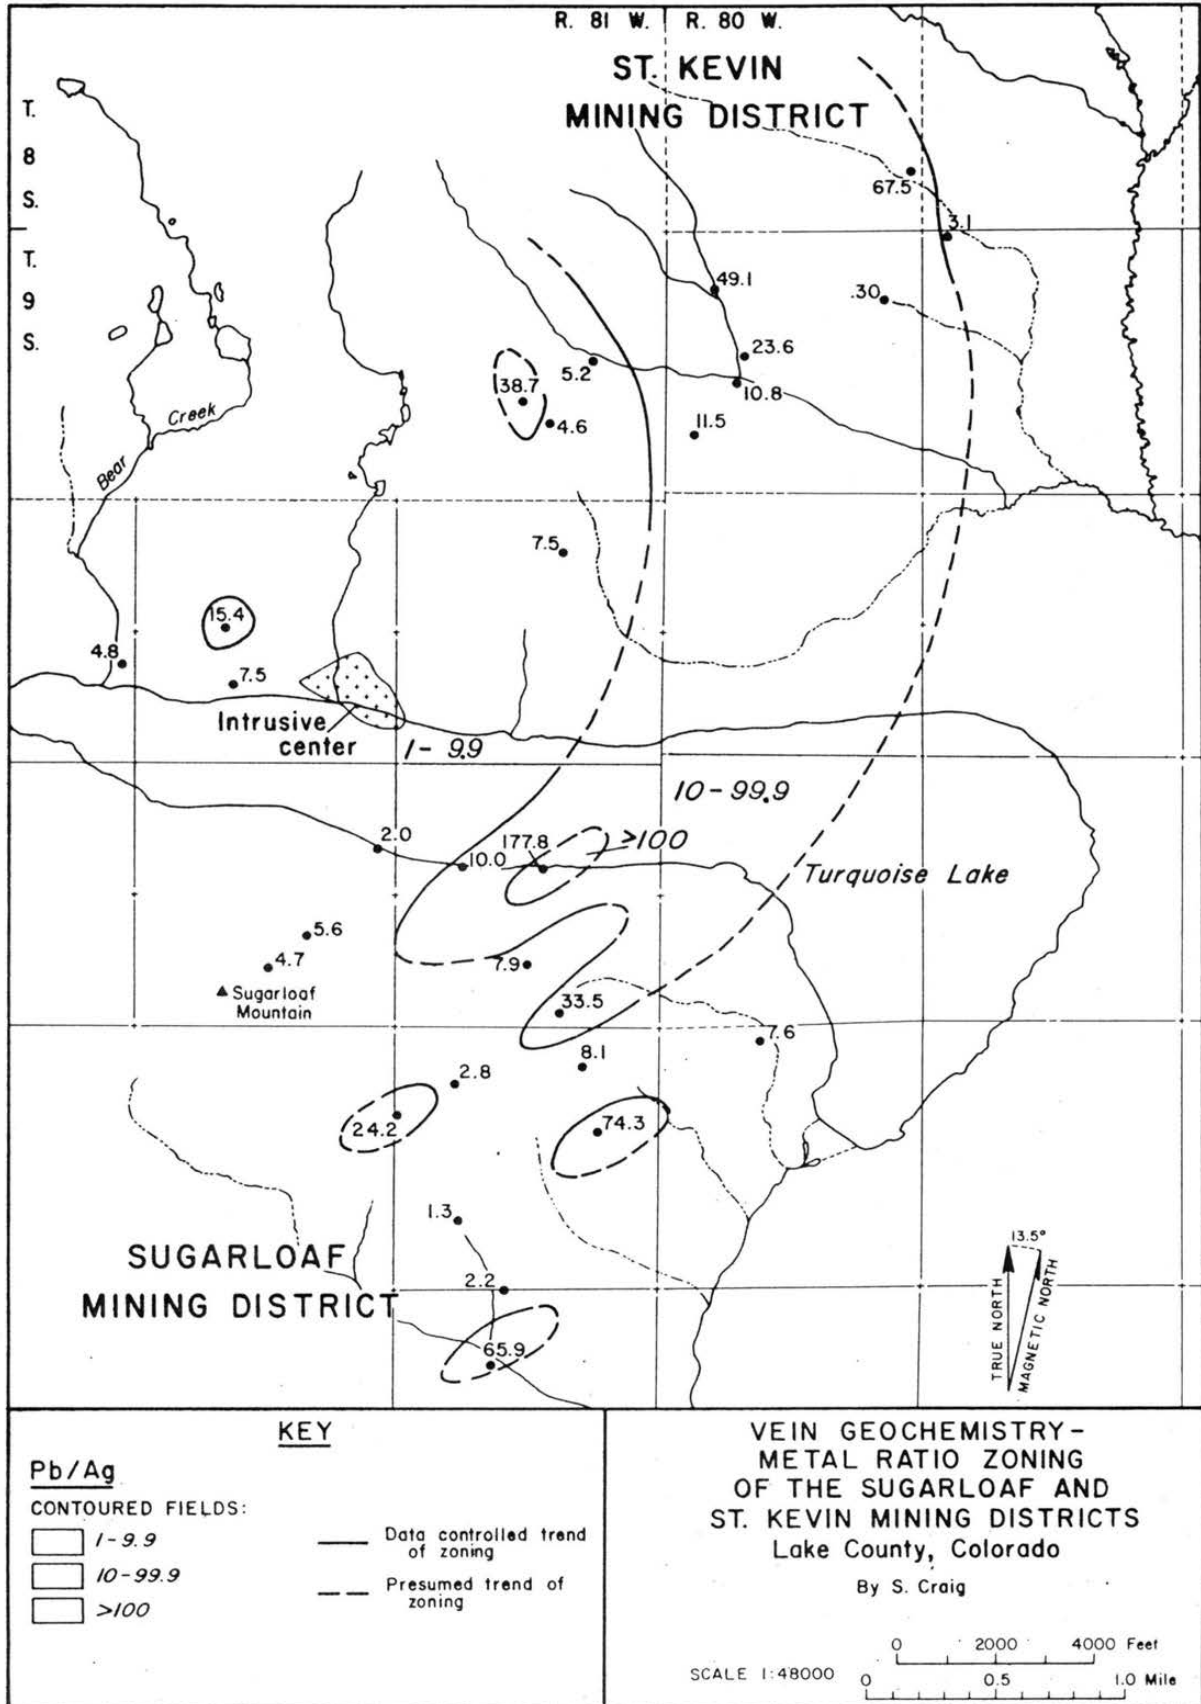 R. 81 W. R. 80 W.
ST. KEVIN
MINING DISTRICT
T.
8
S.
T.
9
S.
67.5
3.1
49.1
.30
23.6
5.2
38.7
10.8
4.6
11.5
Creek
Bear
7.5
15.4
4.8
7.5
Intrusive
center
1-9.9
10-99.9
2.0
177.8
>100
10.0
Turquoise Lake
5.6
4.7
7.9
Sugarloaf
Mountain
33.5
7.6
8.1
2.8
24.2
74.3
1.3
13.5°
SUGARLOAF
MINING DISTRICT
2.2
TRUE NORTH
MAGNETIC NORTH
65.9
KEY
Pb/Ag
CONTOURED FIELDS:
1-9.9
10-99.9
>100
Data controlled trend
of zoning
Presumed trend of
zoning
VEIN GEOCHEMISTRY-
METAL RATIO ZONING
OF THE SUGARLOAF AND
ST. KEVIN MINING DISTRICTS
Lake County, Colorado
By S. Craig
0 2000 4000 Feet
SCALE 1:48000
0 0.5 1.0 Mile